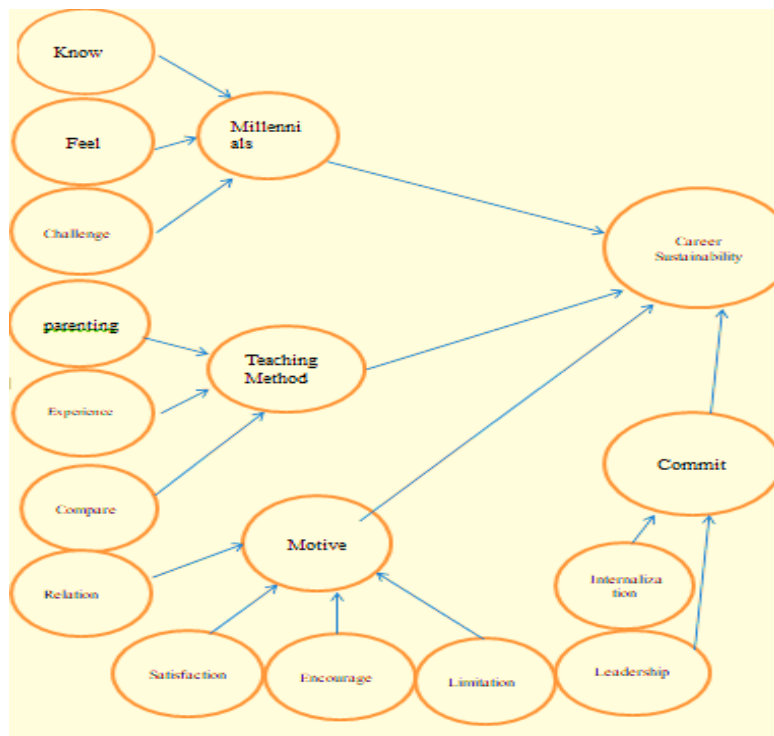 Know
Millenni
als
Feel
Challenge
Career
Sustainability
parenting
Teaching
Method
Experience
Compare
Commit
Motive
Relation
Internaliza
tion
Satisfaction
Encourage
Limitation
Leadership